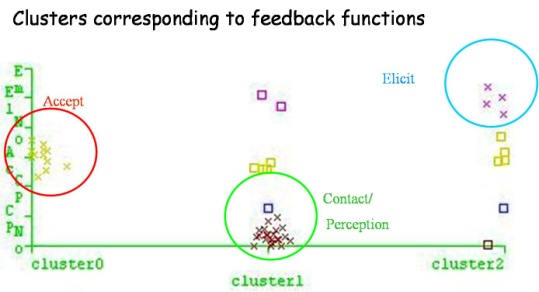 Clusters corresponding to feedback functions
Accept
Elicit
Contact/
Perception
cluster0
cluster1
cluster2